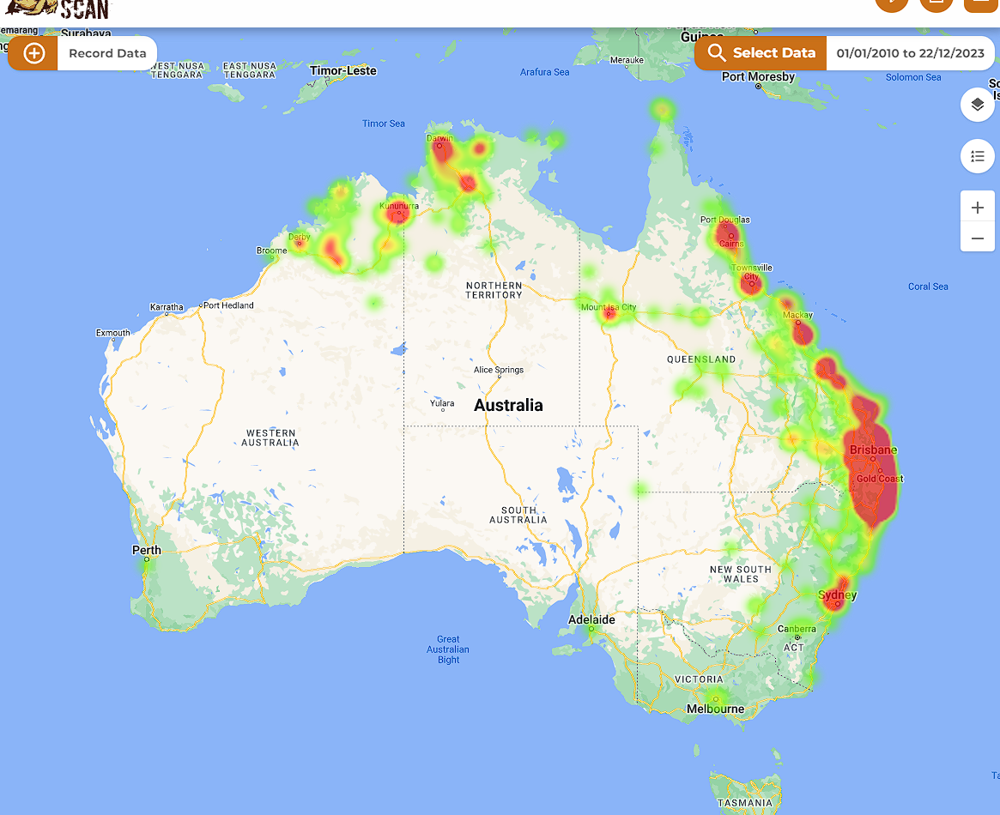 SCAN
Surabaya
Guinea
Record Data
WEST NUSA
TENGGARA
EAST NUSA
TENGGARA
Timor-Leste
Merauke
Arafura Sea
Select Data
01/01/2010 to 22/12/2023
Port Moresby
Solomon Sea
Timor Sea
Darwin
Kununurra
Derby
Broome
Port Douglas
Cairns
Townsville
City
Coral Sea
NORTHERN
TERRITORY
Karratha
Port Hedland
Mount Isa City
Mackay
Exmouth
QUEENSLAND
Alice Springs
Yulara
Australia
WESTERN
AUSTRALIA
Brisbane
Gold Coast
SOUTH
AUSTRALIA
Perth
NEW SOUTH
WALES
Sydney
Adelaide
Canberra
ACT
Great
Australian
Bight
VICTORIA
Melbourne
TASMANIA